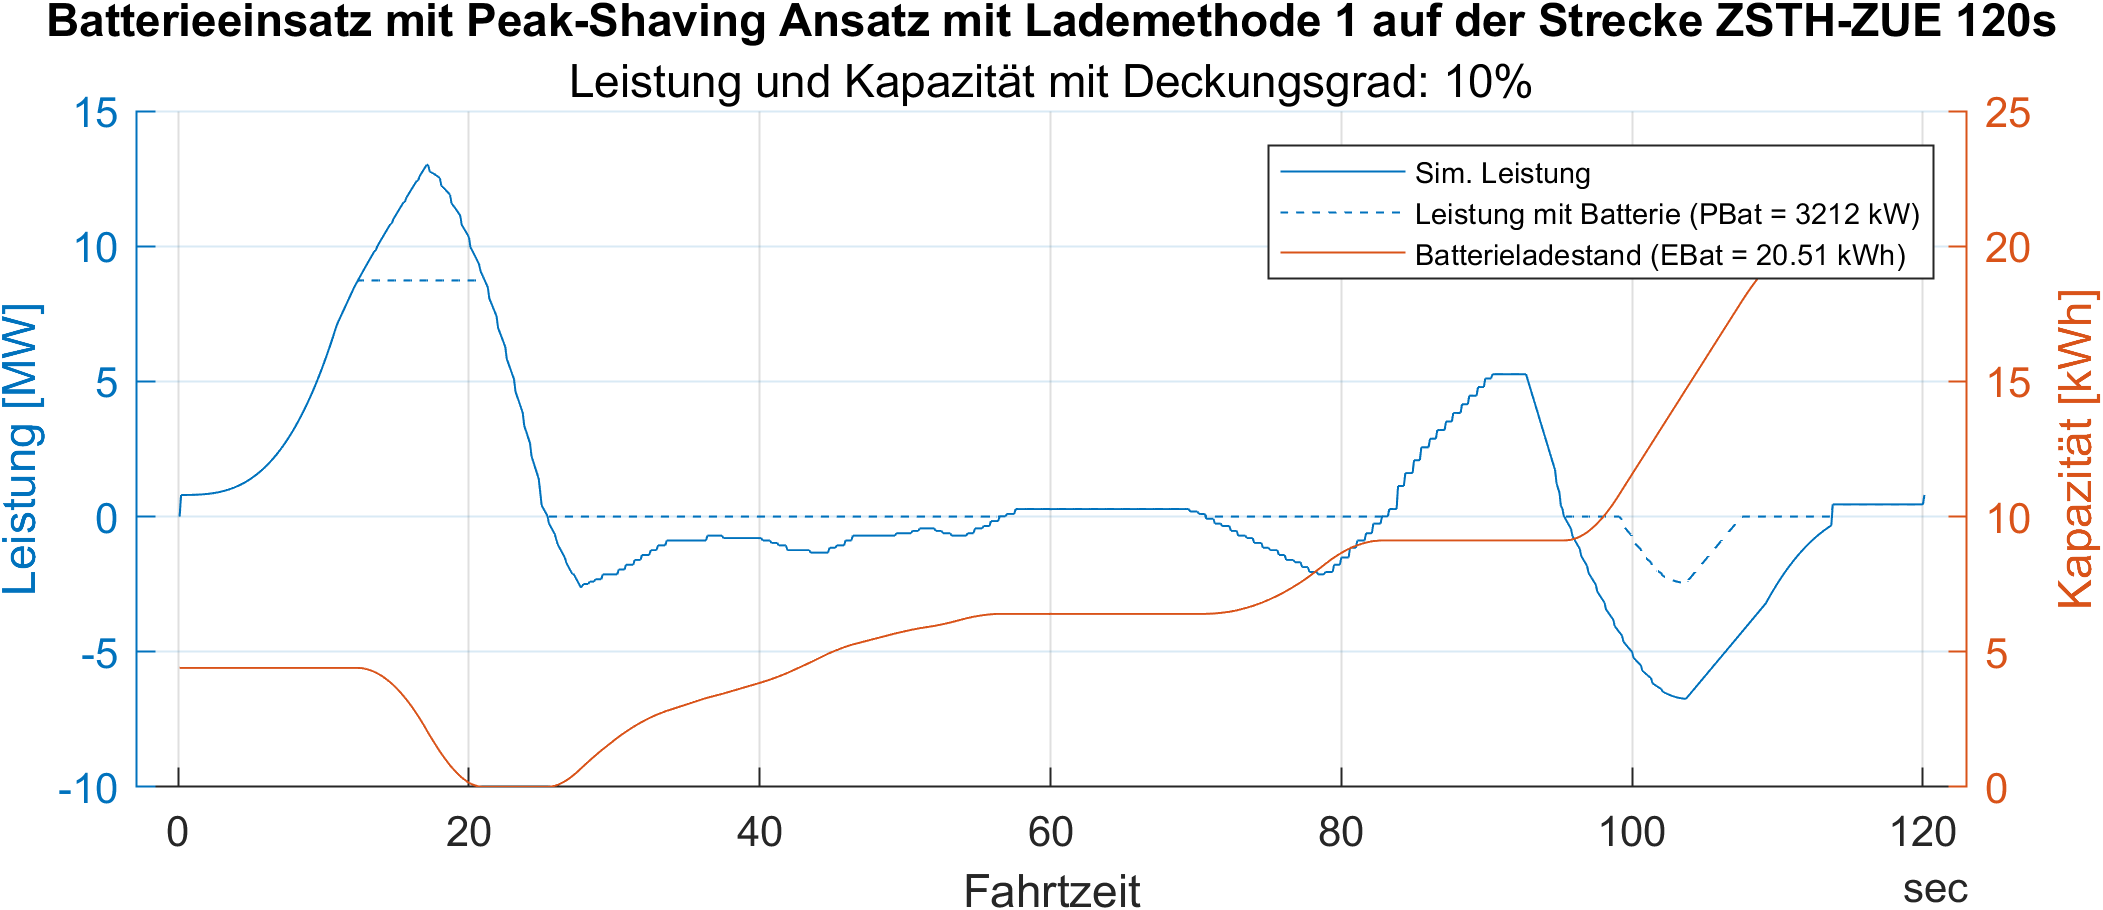 Batterieeinsatz mit Peak-Shaving Ansatz mit Lademethode 1 auf der Strecke ZSTH-ZUE 120s
Leistung und Kapazität mit Deckungsgrad: 10%
15
10
5
0
-5
-10
Leistung [MW]
Sim. Leistung
Leistung mit Batterie (PBat = 3212 kW)
Batterieladestand (EBat = 20.51 kWh)
25
20
15
10
5
0
Kapazität [kWh]
0 20 40 60 80 100 120
Fahrtzeit
sec